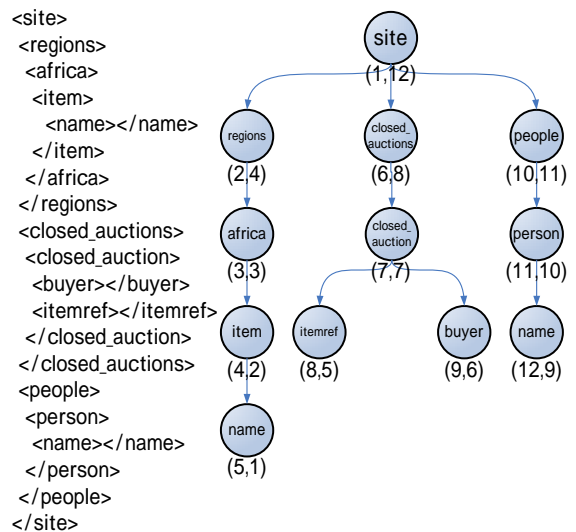 <site>
<regions>
<africa>
<item>
<name></name>
</item>
</africa>
</regions>
<closed_auctions>
<closed_auction>
<buyer></buyer>
<itemref></itemref>
</closed_auction>
</closed_auctions>
<people>
<person>
<name></name>
</person>
</people>
</site>
site
(1,12)
regions
(2,4)
closed_
auctions
(6,8)
people
(10,11)
africa
(3,3)
closed_
auction
(7,7)
person
(11,10)
item
(4,2)
itemref
(8,5)
buyer
(9,6)
name
(12,9)
name
(5,1)